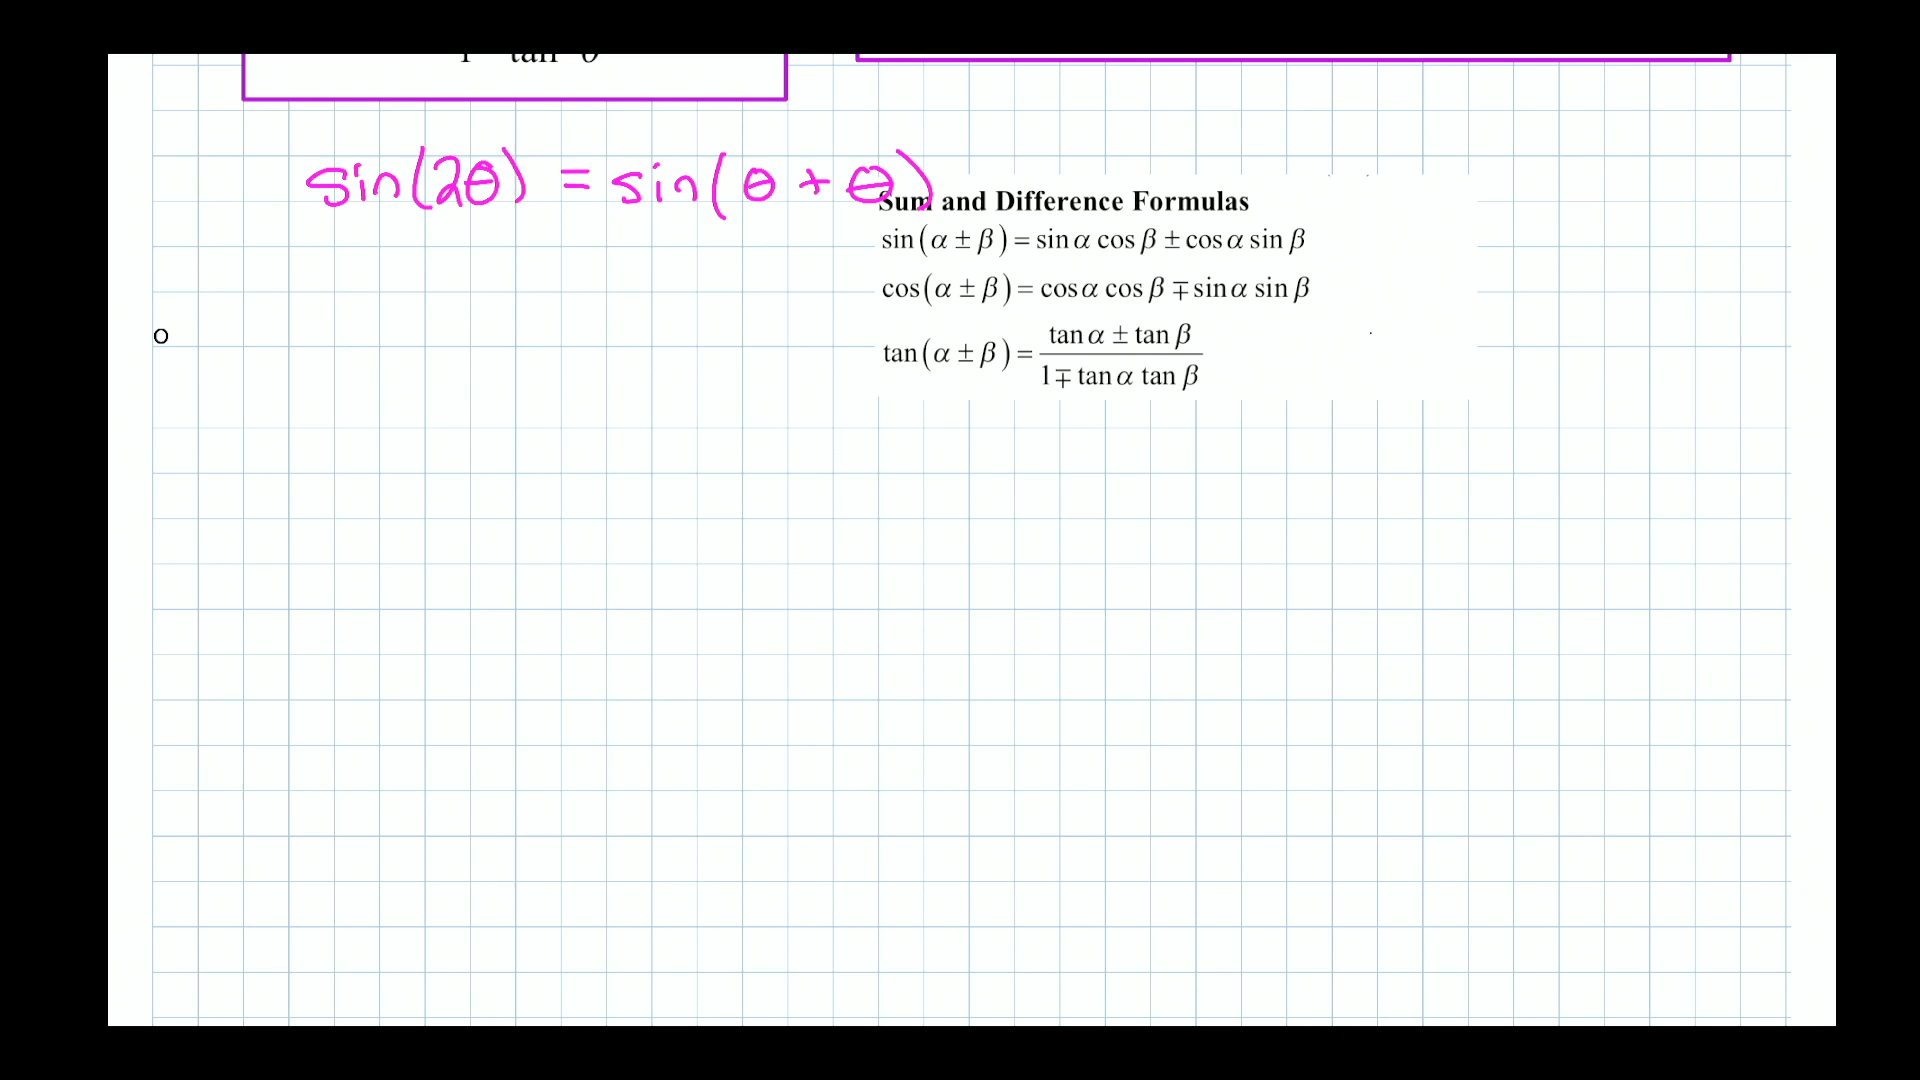 sin(2θ) = sin(θ + θ)
Sum and Difference Formulas
sin(α ± β) = sin α cos β ± cos α sin β
cos(α ± β) = cos α cos β ∓ sin α sin β
o
tan(α ± β) = (tan α ± tan β) / (1 ∓ tan α tan β)